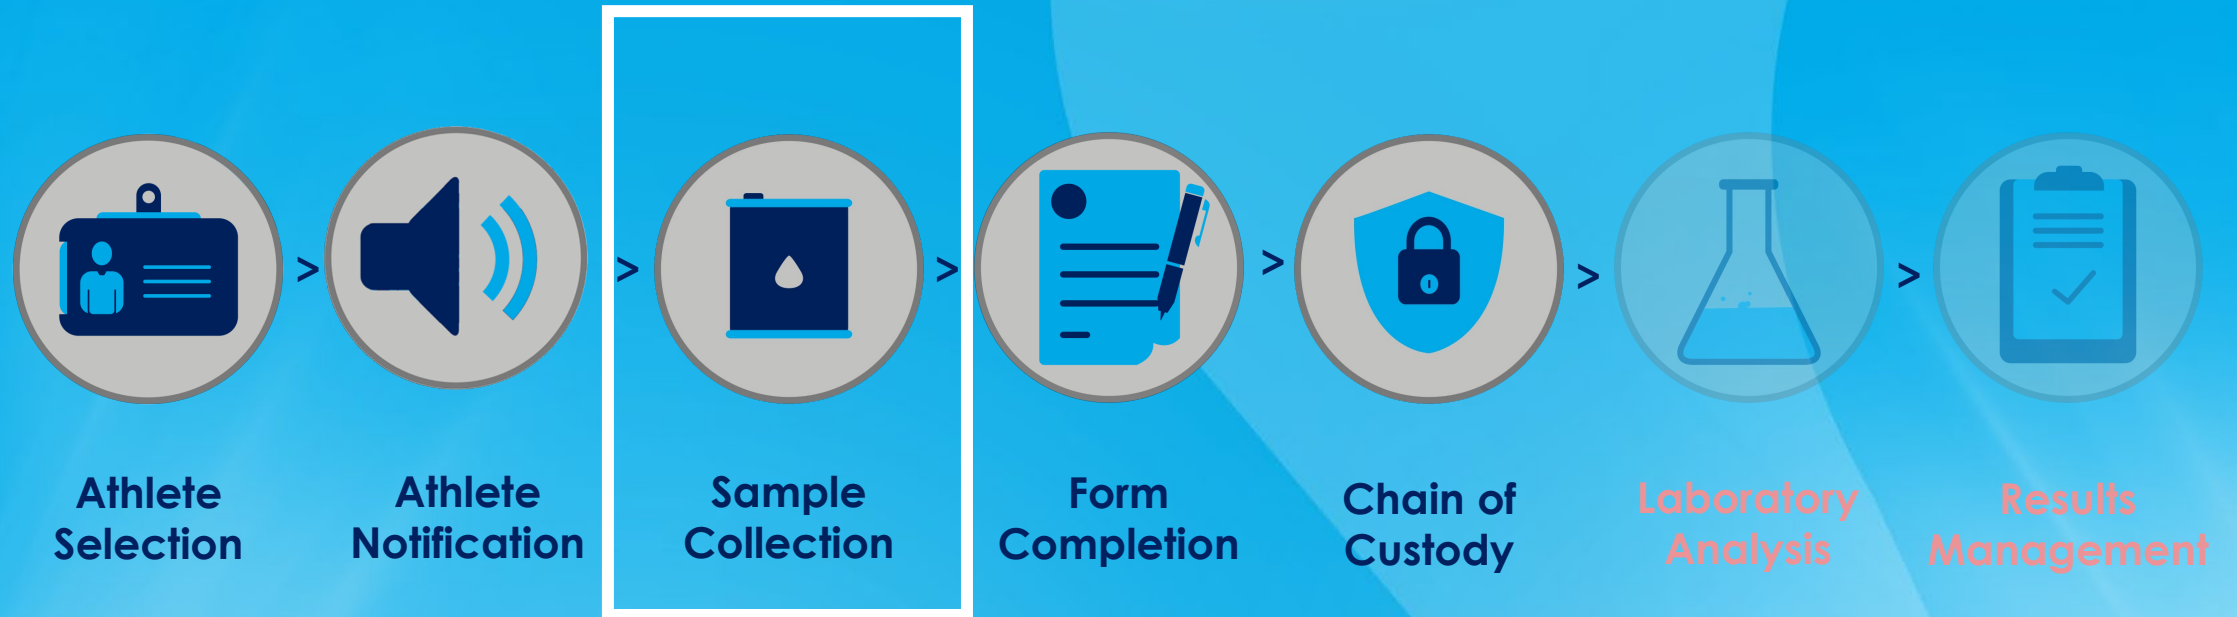 > > > > > >
Athlete
Selection
Athlete
Notification
Sample
Collection
Form
Completion
Chain of
Custody
Laboratory
Analysis
Results
Management